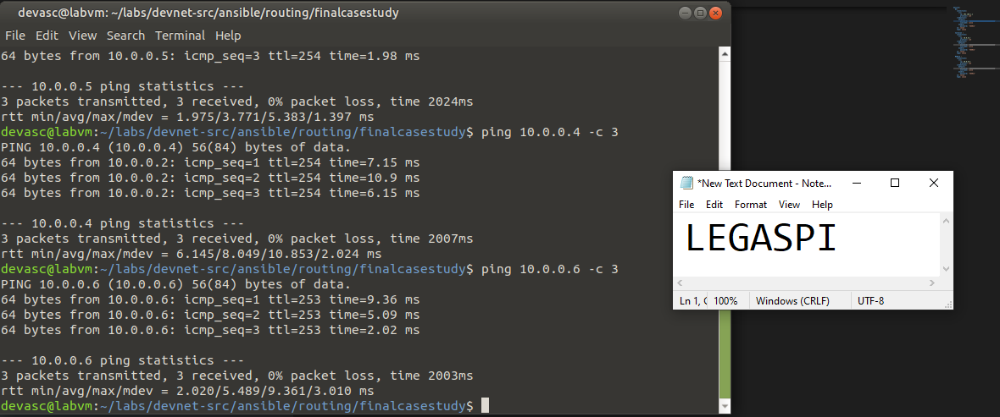 devasc@labvm: ~/labs/devnet-src/ansible/routing/finalcasestudy
File Edit View Search Terminal Help
64 bytes from 10.0.0.5: icmp_seq=3 ttl=254 time=1.98 ms
--- 10.0.0.5 ping statistics ---
3 packets transmitted, 3 received, 0% packet loss, time 2024ms
rtt min/avg/max/mdev = 1.975/3.771/5.383/1.397 ms
devasc@labvm:~/labs/devnet-src/ansible/routing/finalcasestudy$ ping 10.0.0.4 -c 3
PING 10.0.0.4 (10.0.0.4) 56(84) bytes of data.
64 bytes from 10.0.0.2: icmp_seq=1 ttl=254 time=7.15 ms
64 bytes from 10.0.0.2: icmp_seq=2 ttl=254 time=10.9 ms
64 bytes from 10.0.0.2: icmp_seq=3 ttl=254 time=6.15 ms
--- 10.0.0.4 ping statistics ---
3 packets transmitted, 3 received, 0% packet loss, time 2007ms
rtt min/avg/max/mdev = 6.145/8.049/10.853/2.024 ms
devasc@labvm:~/labs/devnet-src/ansible/routing/finalcasestudy$ ping 10.0.0.6 -c 3
PING 10.0.0.6 (10.0.0.6) 56(84) bytes of data.
64 bytes from 10.0.0.6: icmp_seq=1 ttl=253 time=9.36 ms
64 bytes from 10.0.0.6: icmp_seq=2 ttl=253 time=5.09 ms
64 bytes from 10.0.0.6: icmp_seq=3 ttl=253 time=2.02 ms
--- 10.0.0.6 ping statistics ---
3 packets transmitted, 3 received, 0% packet loss, time 2003ms
rtt min/avg/max/mdev = 2.020/5.489/9.361/3.010 ms
devasc@labvm:~/labs/devnet-src/ansible/routing/finalcasestudy$
*New Text Document - Note...
File Edit Format View Help
LEGASPI
Ln 1, 100% Windows (CRLF) UTF-8